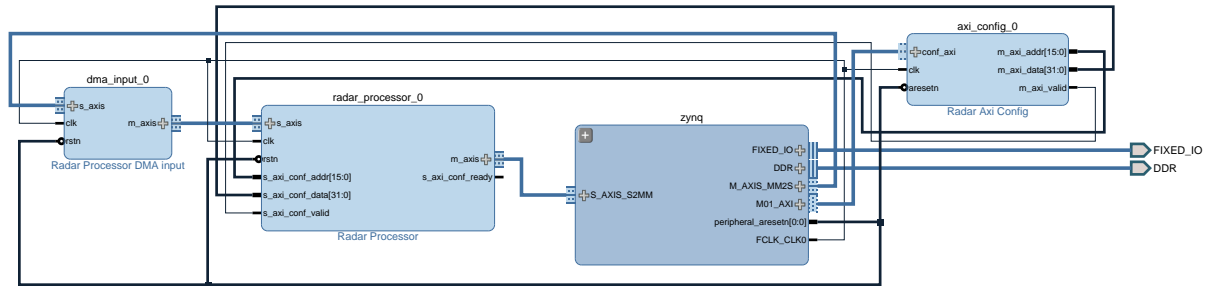 dma_input_0
s_axis
clk
rstn
m_axis
Radar Processor DMA input
radar_processor_0
s_axis
clk
rstn
s_axi_conf_addr[15:0]
s_axi_conf_data[31:0]
s_axi_conf_valid
m_axis
s_axi_conf_ready
Radar Processor
zynq
S_AXIS_S2MM
FIXED_IO
DDR
M_AXIS_MM2S
M01_AXI
peripheral_aresetn[0:0]
FCLK_CLK0
axi_config_0
conf_axi
clk
aresetn
m_axi_addr[15:0]
m_axi_data[31:0]
m_axi_valid
Radar Axi Config
FIXED_IO
DDR